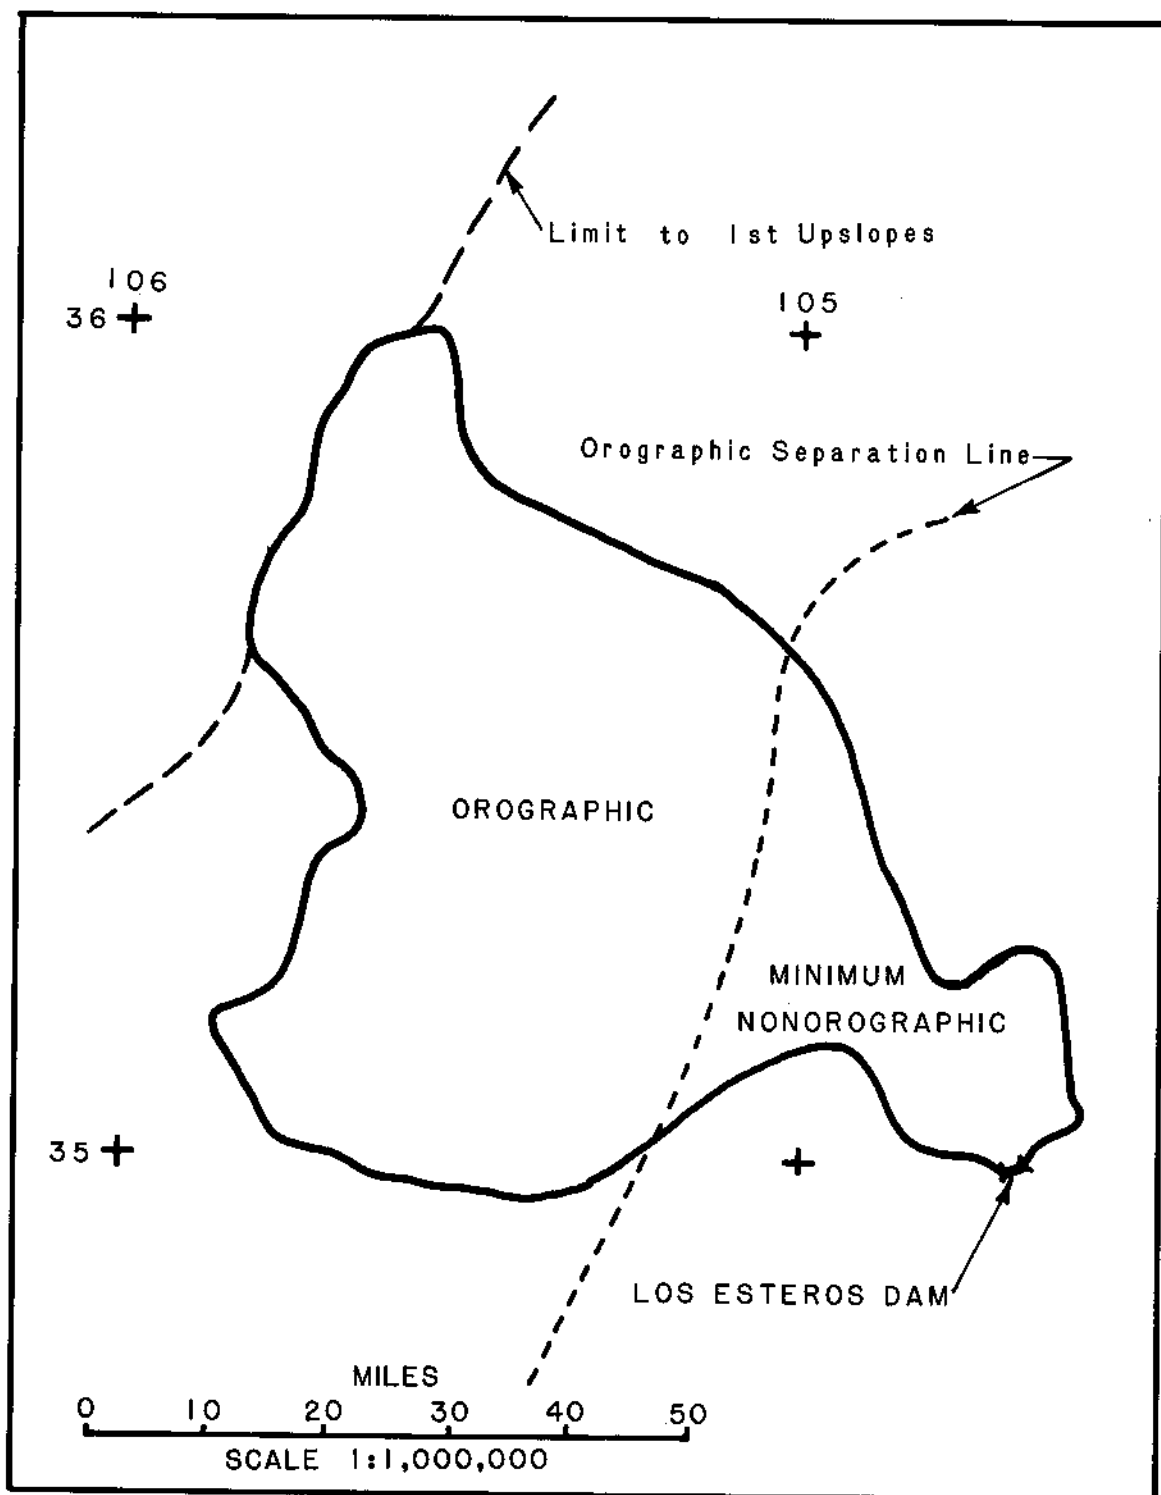 Limit to 1st Upslopes
106
36
105
Orographic Separation Line
OROGRAPHIC
MINIMUM
NONOROGRAPHIC
35
LOS ESTEROS DAM
MILES
0 10 20 30 40 50
SCALE 1:1,000,000